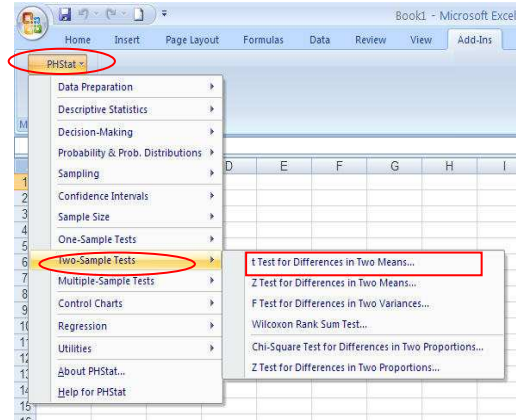 Book1 - Microsoft Excel
Home Insert Page Layout Formulas Data Review View Add-Ins
PHStat
Data Preparation
Descriptive Statistics
Decision-Making
Probability & Prob. Distributions
Sampling
Confidence Intervals
Sample Size
One-Sample Tests
Two-Sample Tests
Multiple-Sample Tests
Control Charts
Regression
Utilities
About PHStat...
Help for PHStat
t Test for Differences in Two Means...
Z Test for Differences in Two Means...
F Test for Differences in Two Variances...
Wilcoxon Rank Sum Test...
Chi-Square Test for Differences in Two Proportions...
Z Test for Differences in Two Proportions...
M
D E F G H I
1
2
3
4
5
6
7
8
9
10
11
12
13
14
15